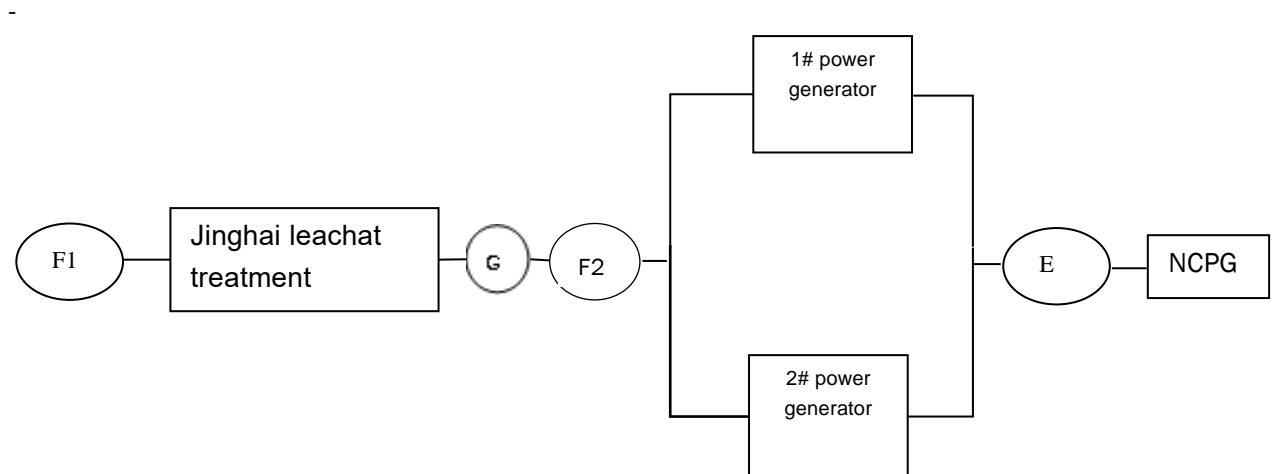 -
1# power
generator
F1
Jinghai leachat
treatment
G
F2
E
NCPG
2# power
generator